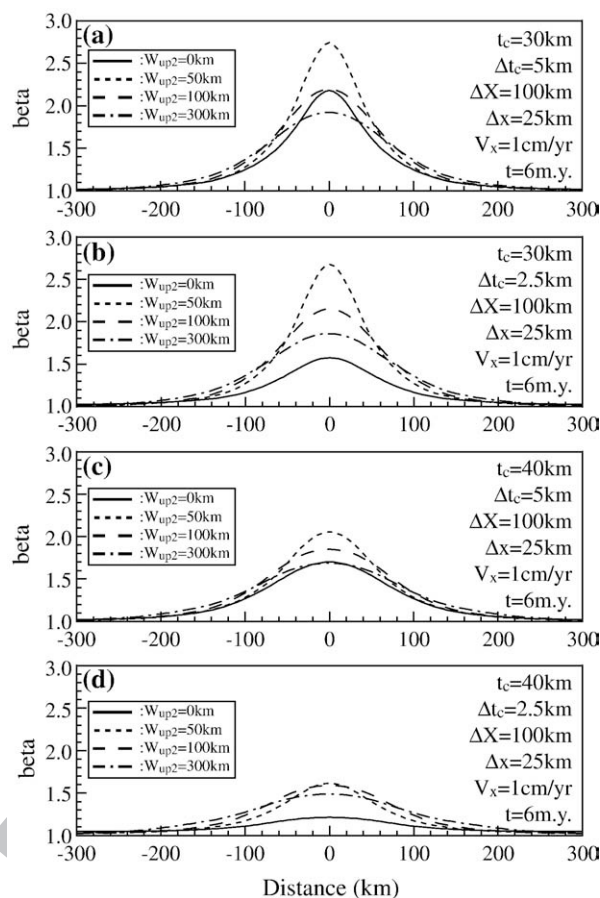 (a)
:Wup2=0km
:Wup2=50km
:Wup2=100km
:Wup2=300km
tc=30km
Δtc=5km
ΔX=100km
Δx=25km
Vx=1cm/yr
t=6m.y.
beta
3.0
2.5
2.0
1.5
1.0
-300 -200 -100 0 100 200 300
(b)
:Wup2=0km
:Wup2=50km
:Wup2=100km
:Wup2=300km
tc=30km
Δtc=2.5km
ΔX=100km
Δx=25km
Vx=1cm/yr
t=6m.y.
beta
3.0
2.5
2.0
1.5
1.0
-300 -200 -100 0 100 200 300
(c)
:Wup2=0km
:Wup2=50km
:Wup2=100km
:Wup2=300km
tc=40km
Δtc=5km
ΔX=100km
Δx=25km
Vx=1cm/yr
t=6m.y.
beta
3.0
2.5
2.0
1.5
1.0
-300 -200 -100 0 100 200 300
(d)
:Wup2=0km
:Wup2=50km
:Wup2=100km
:Wup2=300km
tc=40km
Δtc=2.5km
ΔX=100km
Δx=25km
Vx=1cm/yr
t=6m.y.
beta
3.0
2.5
2.0
1.5
1.0
-300 -200 -100 0 100 200 300
Distance (km)